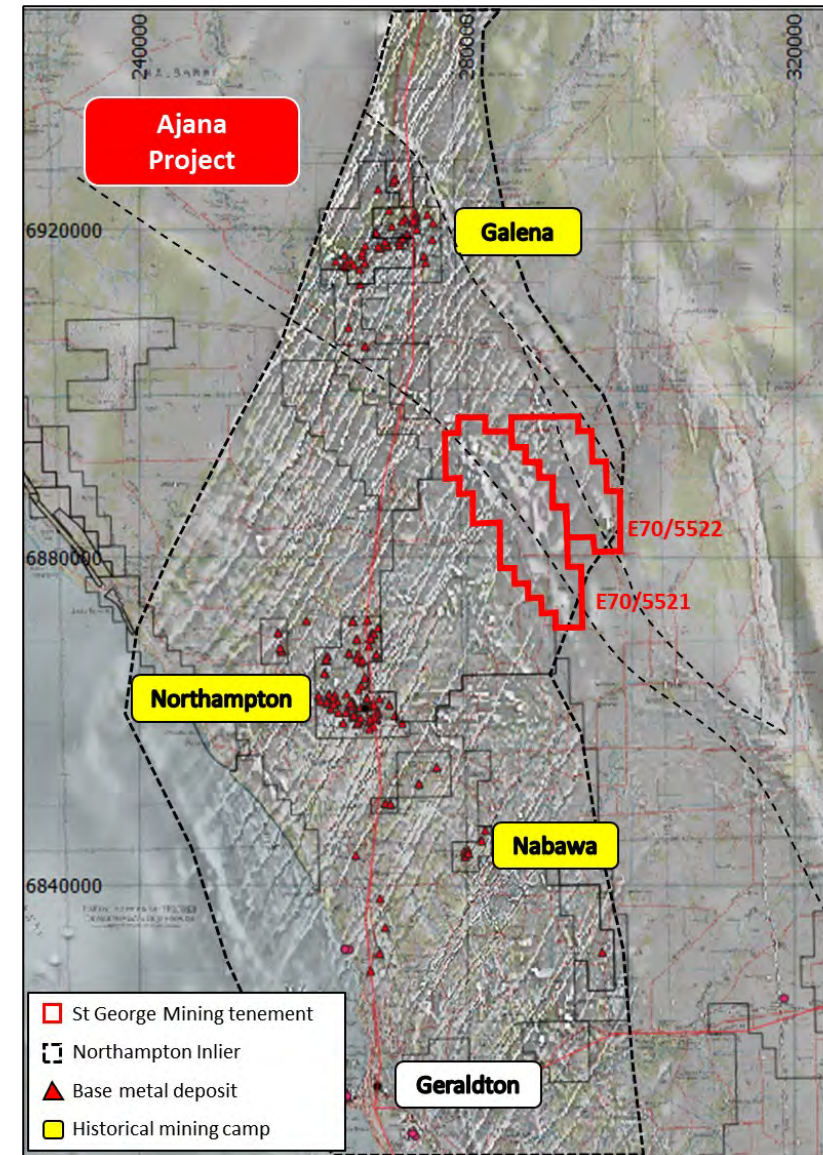 240000
280000
320000
Ajana
Project
6920000
Galena
E70/5522
6880000
E70/5521
Northampton
Nabawa
6840000
St George Mining tenement
Northampton Inlier
Base metal deposit
Historical mining camp
Geraldton